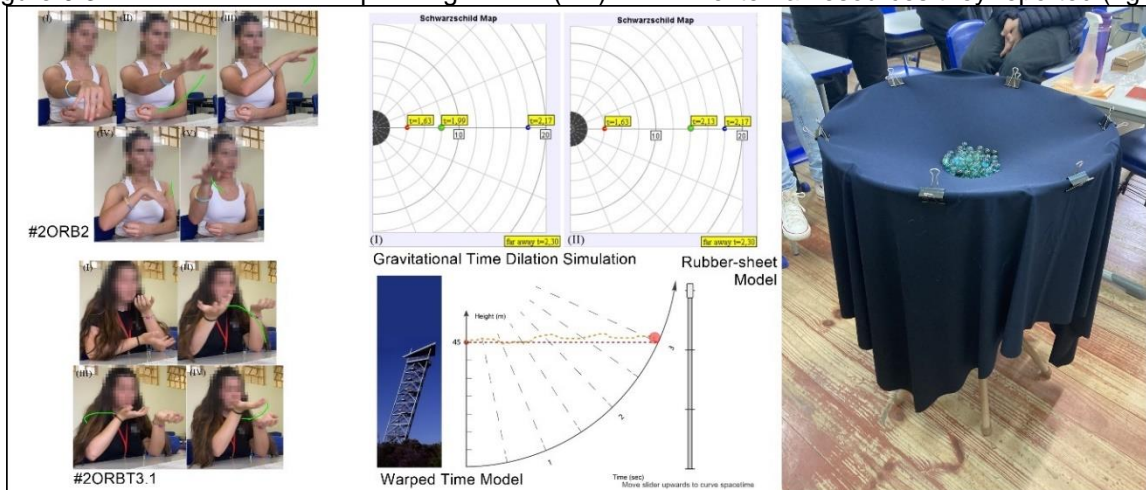 (I)
(II)
(III)
(IV)
(V)
#2ORB2
(I)
(II)
(III)
(IV)
#2ORBT3.1
Schwarzschild Map
t=1,63
t=1,99
t=2,17
10
20
far away t=2,30
(I)
Schwarzschild Map
t=1,63
t=2,13
t=2,17
10
20
far away t=2,30
(II)
Gravitational Time Dilation Simulation
Rubber-sheet
Model
Height (m)
45
1
2
3
Time (sec)
Move slider upwards to curve spacetime
Warped Time Model